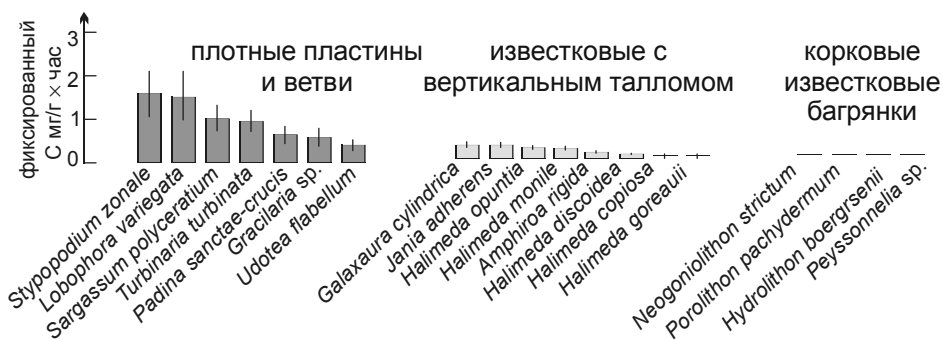 фиксированный
C мг/г × час
3
2
1
0
плотные пластины
и ветви
известковые с
вертикальным талломом
корковые
известковые
багрянки
Stypopodium zonale
Lobophora variegata
Sargassum polyceratium
Turbinaria turbinata
Padina sanctae-crucis
Gracilaria sp.
Udotea flabellum
Galaxaura cylindrica
Jania adherens
Halimeda opuntia
Halimeda monile
Amphiroa rigida
Halimeda discoidea
Halimeda copiosa
Halimeda goreauii
Neogoniolithon strictum
Porolithon pachydermum
Hydrolithon boergrsenii
Peyssonnelia sp.